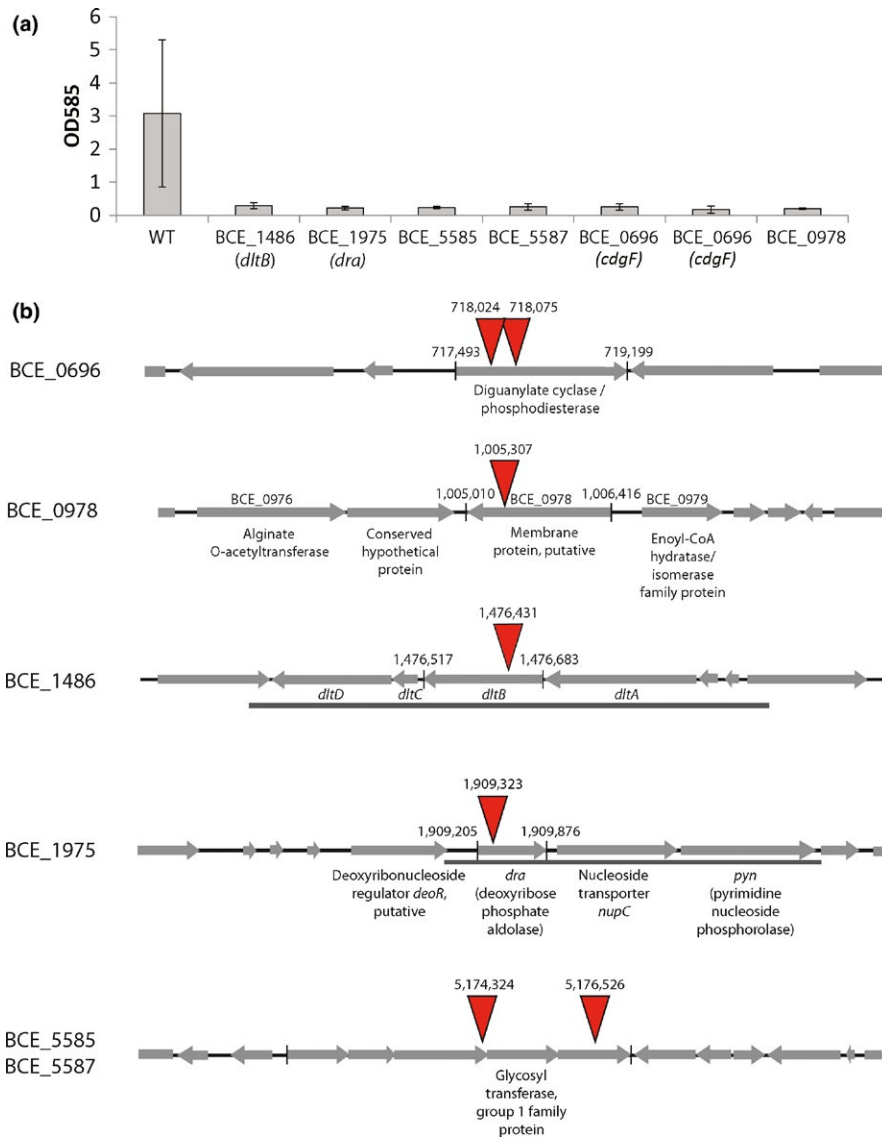 (a)
6
5
4
3
2
1
0
OD585
WT
BCE_1486
(dltB)
BCE_1975
(dra)
BCE_5585
BCE_5587
BCE_0696
(cdgF)
BCE_0696
(cdgF)
BCE_0978
(b)
718,024
718,075
BCE_0696
717,493
719,199
Diguanylate cyclase /
phosphodiesterase
1,005,307
BCE_0978
BCE_0976
1,005,010
BCE_0978
1,006,416
BCE_0979
Alginate
O-acetyltransferase
Conserved
hypothetical
protein
Membrane
protein, putative
Enoyl-CoA
hydratase/
isomerase
family protein
1,476,431
BCE_1486
1,476,517
1,476,683
dltD
dltC
dltB
dltA
1,909,323
BCE_1975
1,909,205
1,909,876
Deoxyribonucleoside
regulator deoR,
putative
dra
(deoxyribose
phosphate
aldolase)
Nucleoside
transporter
nupC
pyn
(pyrimidine
nucleoside
phosphorolase)
5,174,324
5,176,526
BCE_5585
BCE_5587
Glycosyl
transferase,
group 1 family
protein